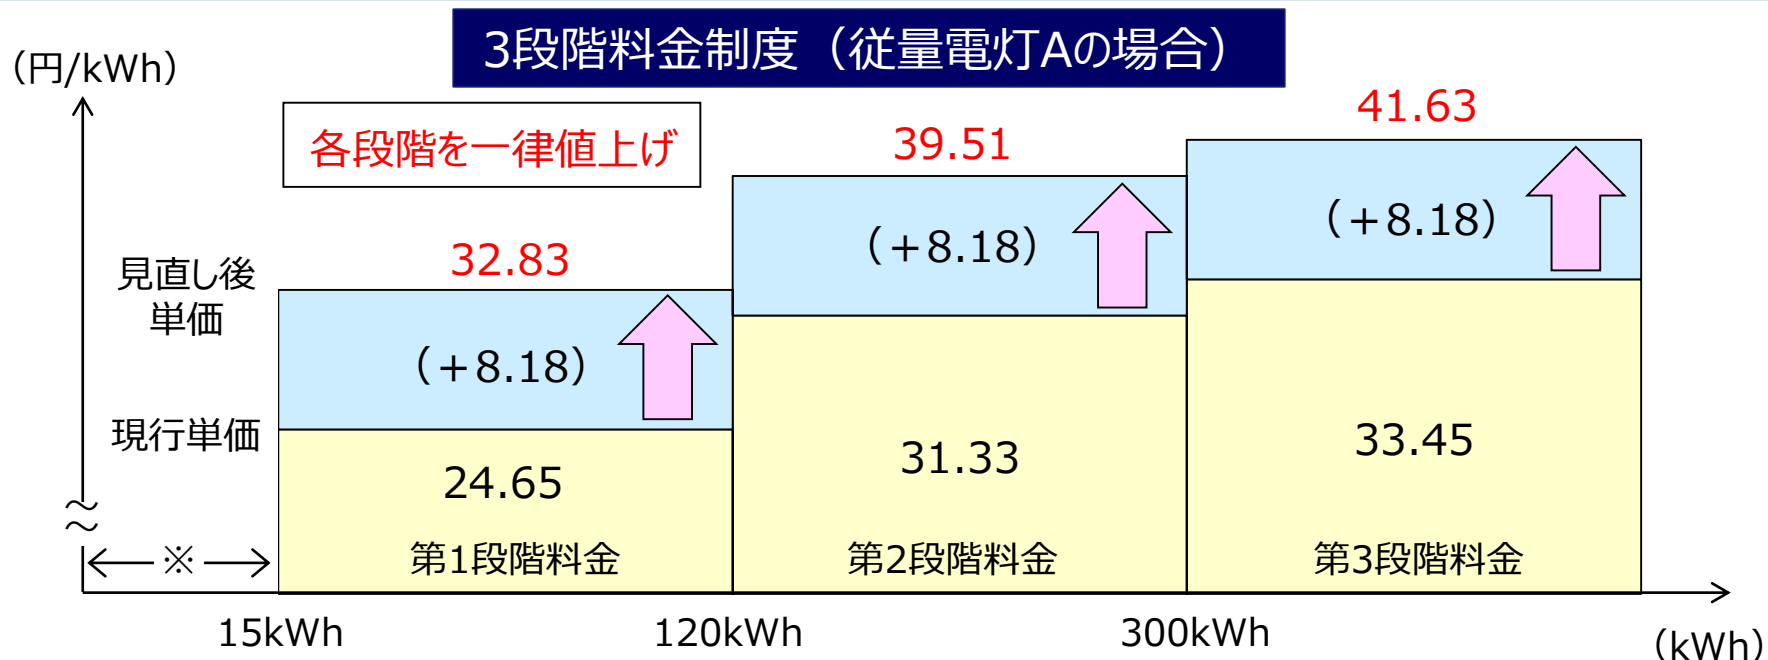 3段階料金制度（従量電灯Aの場合）
（円/kWh）
各段階を一律値上げ
32.83
39.51
41.63
見直し後
単価
（＋8.18）
（＋8.18）
（＋8.18）
現行単価
24.65
31.33
33.45
※
第1段階料金
第2段階料金
第3段階料金
15kWh
120kWh
300kWh
（kWh）